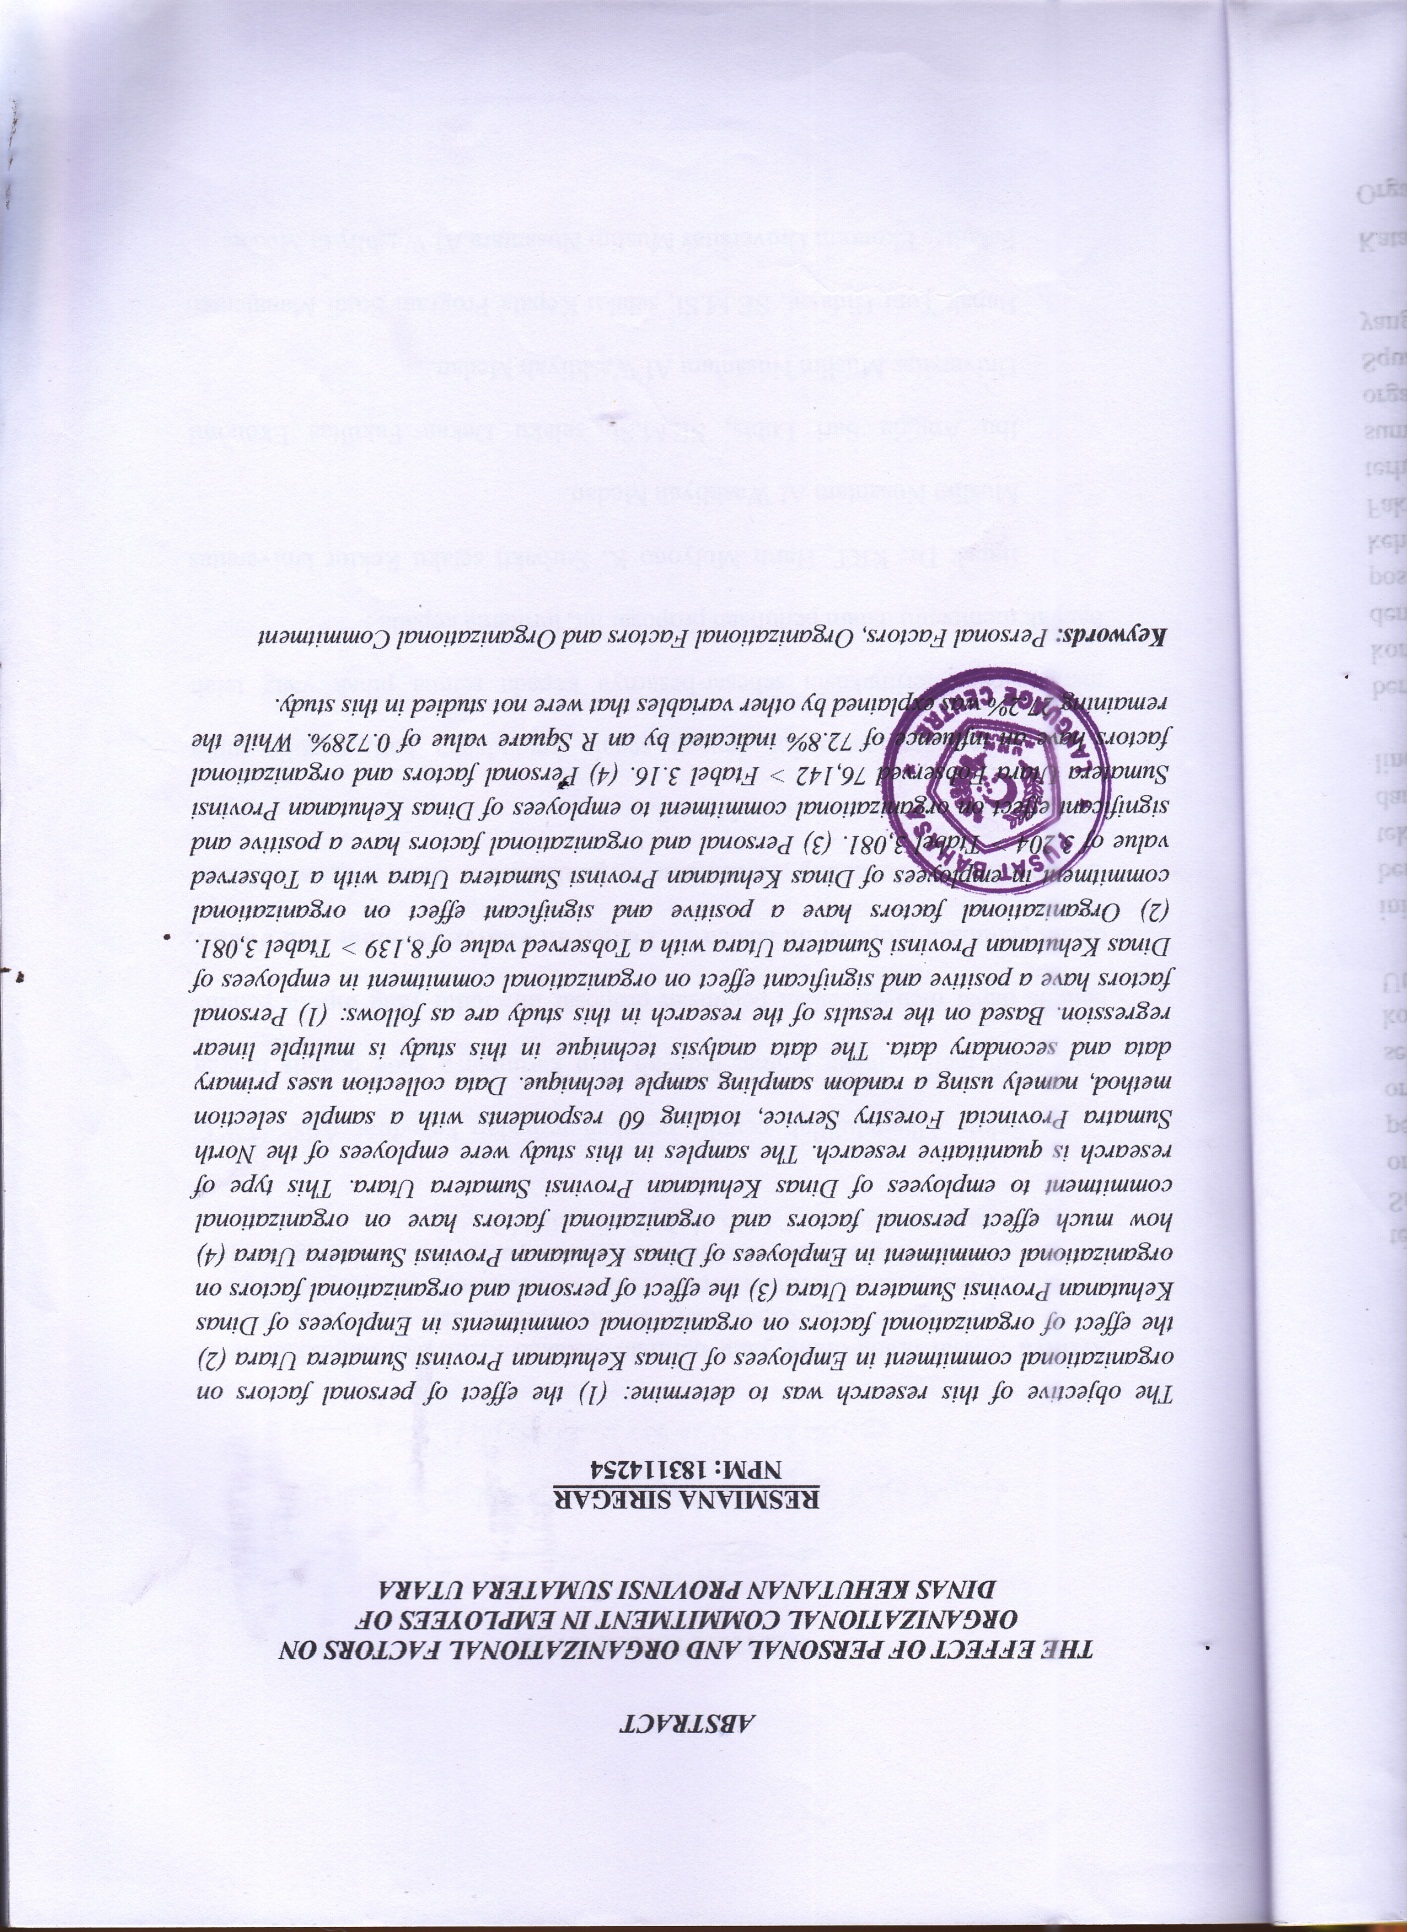 ABSTRACT
THE EFFECT OF PERSONAL AND ORGANIZATIONAL FACTORS ON
ORGANIZATIONAL COMMITMENT IN EMPLOYEES OF
DINAS KEHUTANAN PROVINSI SUMATERA UTARA
RESMIANA SIREGAR
NPM: 183114254
The objective of this research was to determine: (1) the effect of personal factors on
organizational commitment in Employees of Dinas Kehutanan Provinsi Sumatera Utara (2)
the effect of organizational factors on organizational commitments in Employees of Dinas
Kehutanan Provinsi Sumatera Utara (3) the effect of personal and organizational factors on
organizational commitment in Employees of Dinas Kehutanan Provinsi Sumatera Utara (4)
how much effect personal factors and organizational factors have on organizational
commitment to employees of Dinas Kehutanan Provinsi Sumatera Utara. This type of
research is quantitative research. The samples in this study were employees of the North
Sumatra Provincial Forestry Service, totaling 60 respondents with a sample selection
method, namely using a random sampling sample technique. Data collection uses primary
data and secondary data. The data analysis technique in this study is multiple linear
regression. Based on the results of the research in this study are as follows: (1) Personal
factors have a positive and significant effect on organizational commitment in employees of
Dinas Kehutanan Provinsi Sumatera Utara with a Tobserved value of 8,139 > Ttabel 3,081.
(2) Organizational factors have a positive and significant effect on organizational
commitment in employees of Dinas Kehutanan Provinsi Sumatera Utara with a Tobserved
value of 3,204 Ttabel 3,081. (3) Personal and organizational factors have a positive and
significant effect on organizational commitment to employees of Dinas Kehutanan Provinsi
Sumatera Utara Fobserved 76,142 > Ftabel 3.16. (4) Personal factors and organizational
factors have an influence of 72.8% indicated by an R Square value of 0.728%. While the
remaining was explained by other variables that were not studied in this study.
Keywords: Personal Factors, Organizational Factors and Organizational Commitment
PUSAT BAHASA
LANGUAGE CENTRE